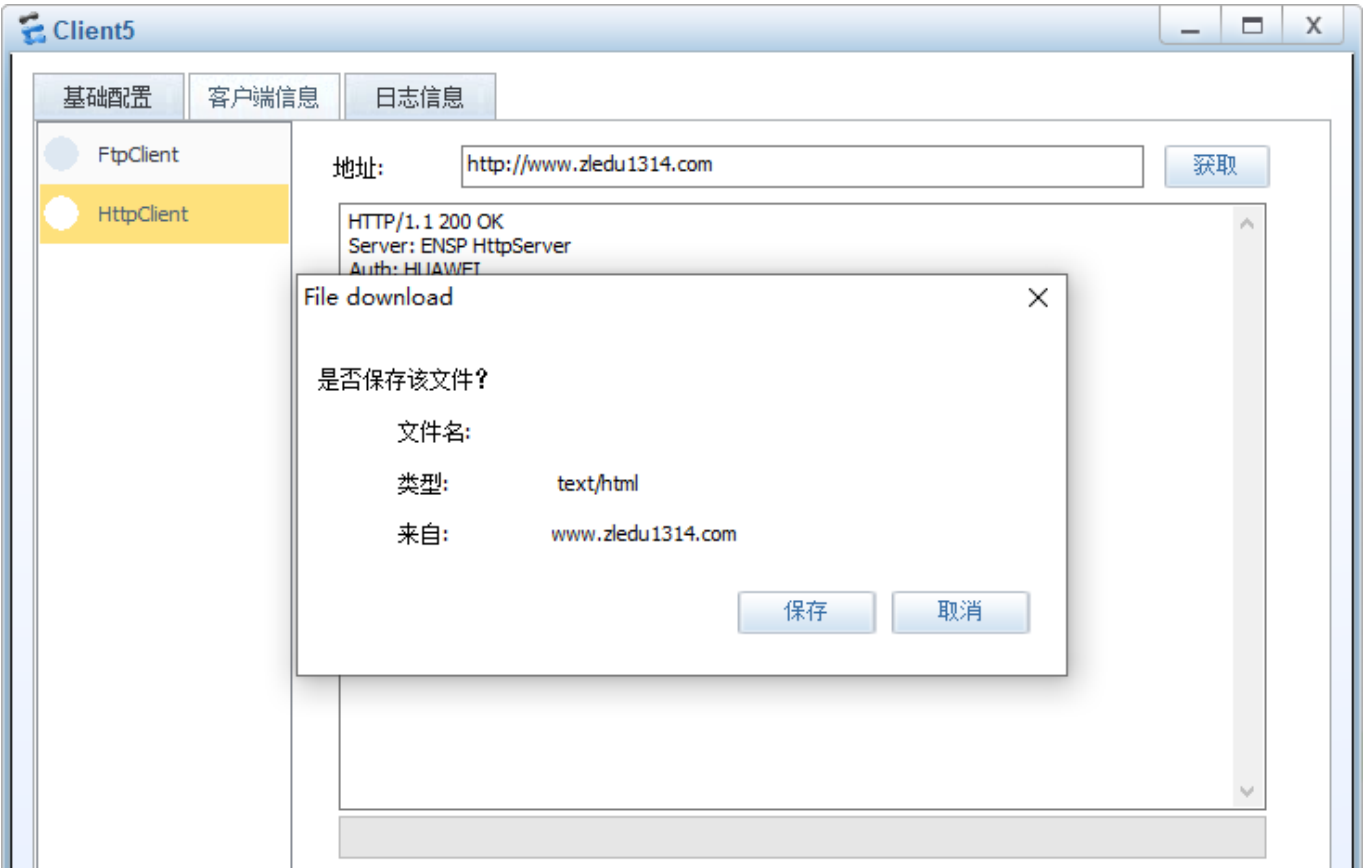 Client5
基础配置 客户端信息 日志信息
FtpClient
HttpClient
地址: http://www.zledu1314.com 获取
HTTP/1.1 200 OK
Server: ENSP HttpServer
Auth: HUAWEI
File download
是否保存该文件?
文件名:
类型: text/html
来自: www.zledu1314.com
保存 取消